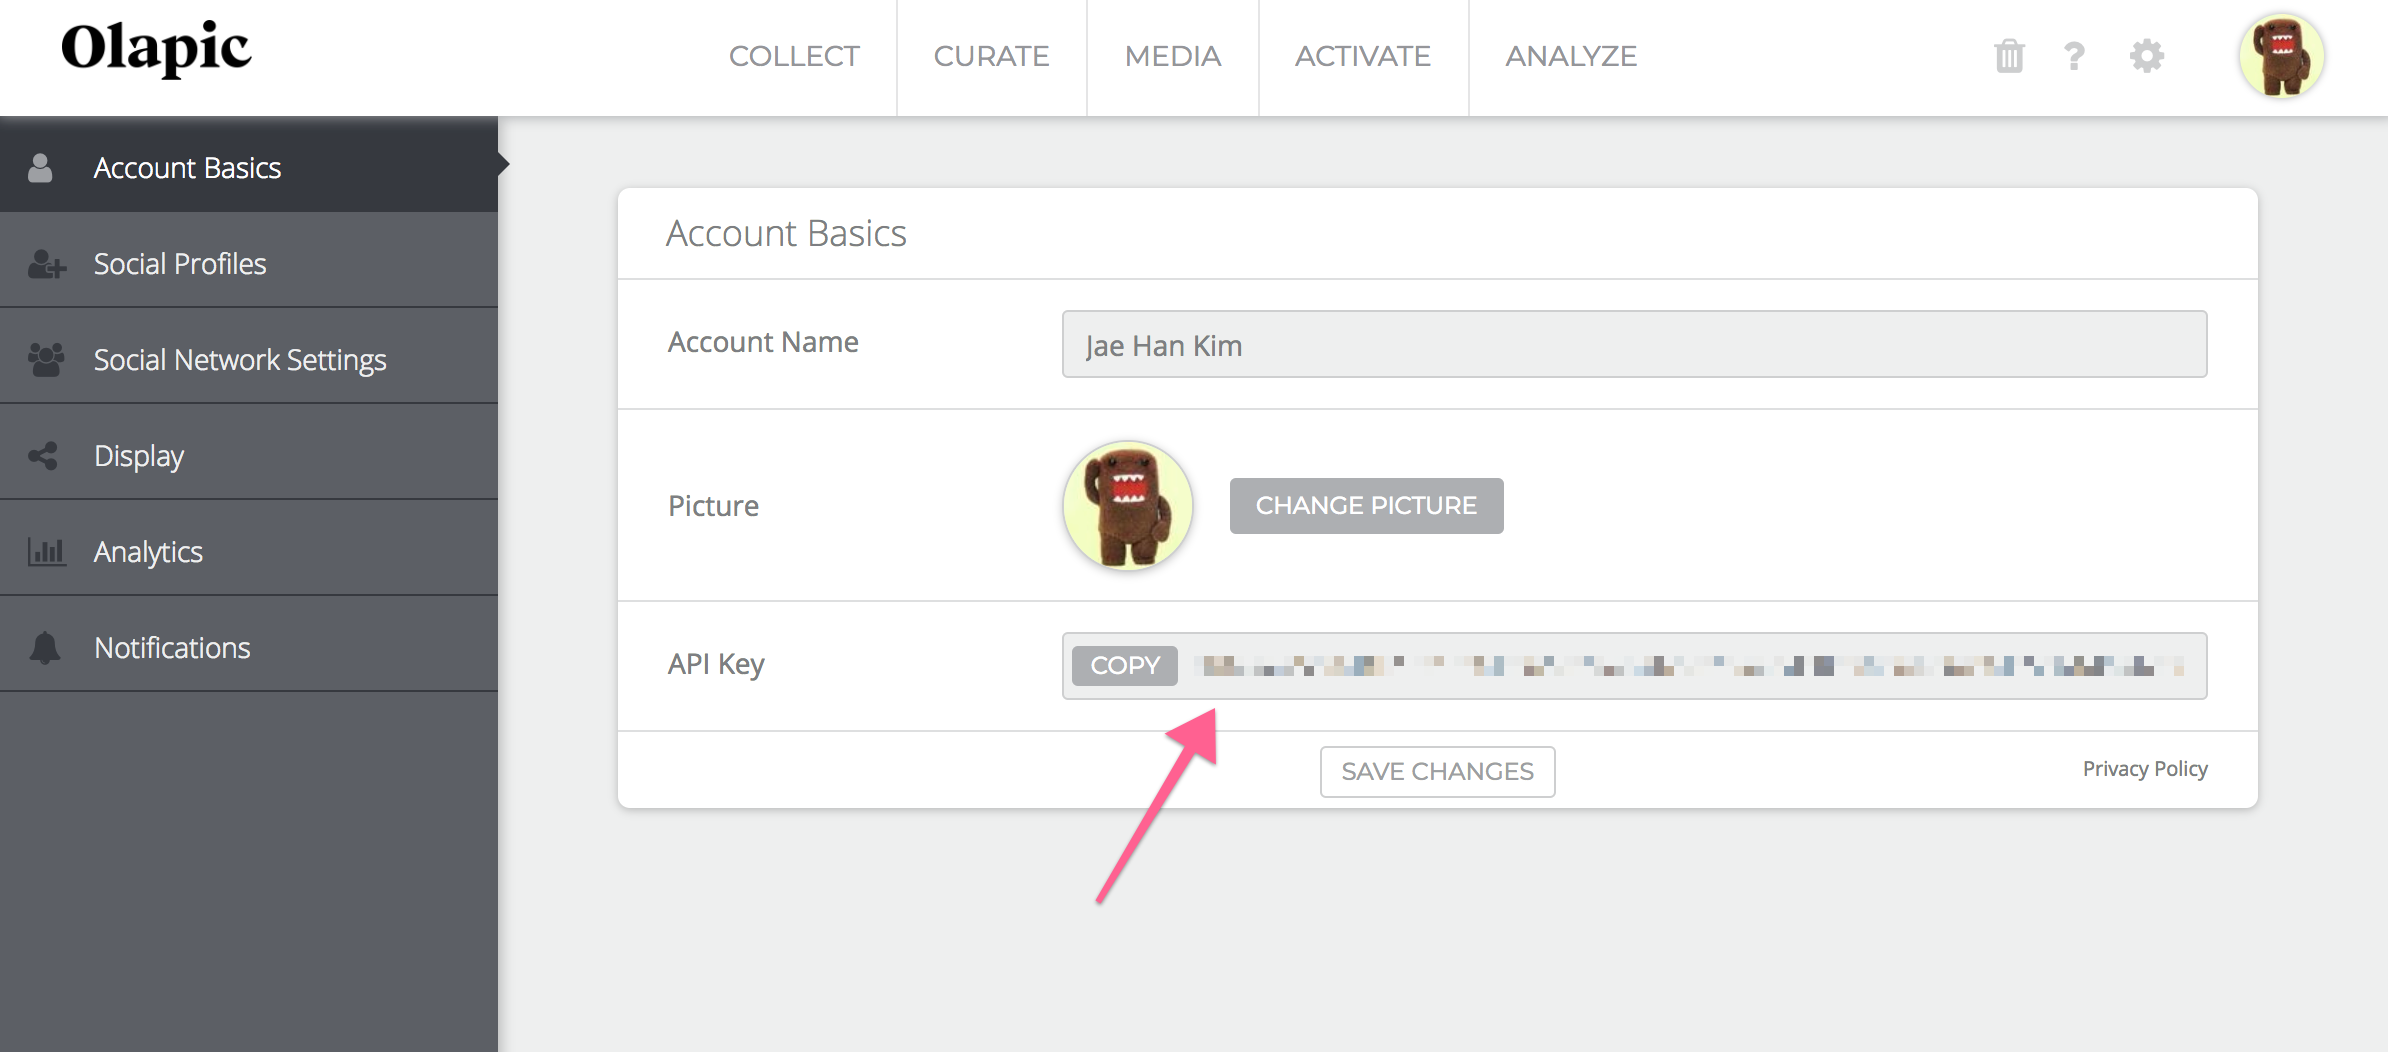 Olapic
COLLECT
CURATE
MEDIA
ACTIVATE
ANALYZE
?
Account Basics
Social Profiles
Social Network Settings
Display
Analytics
Notifications
Account Basics
Account Name
Jae Han Kim
Picture
CHANGE PICTURE
API Key
COPY
SAVE CHANGES
Privacy Policy